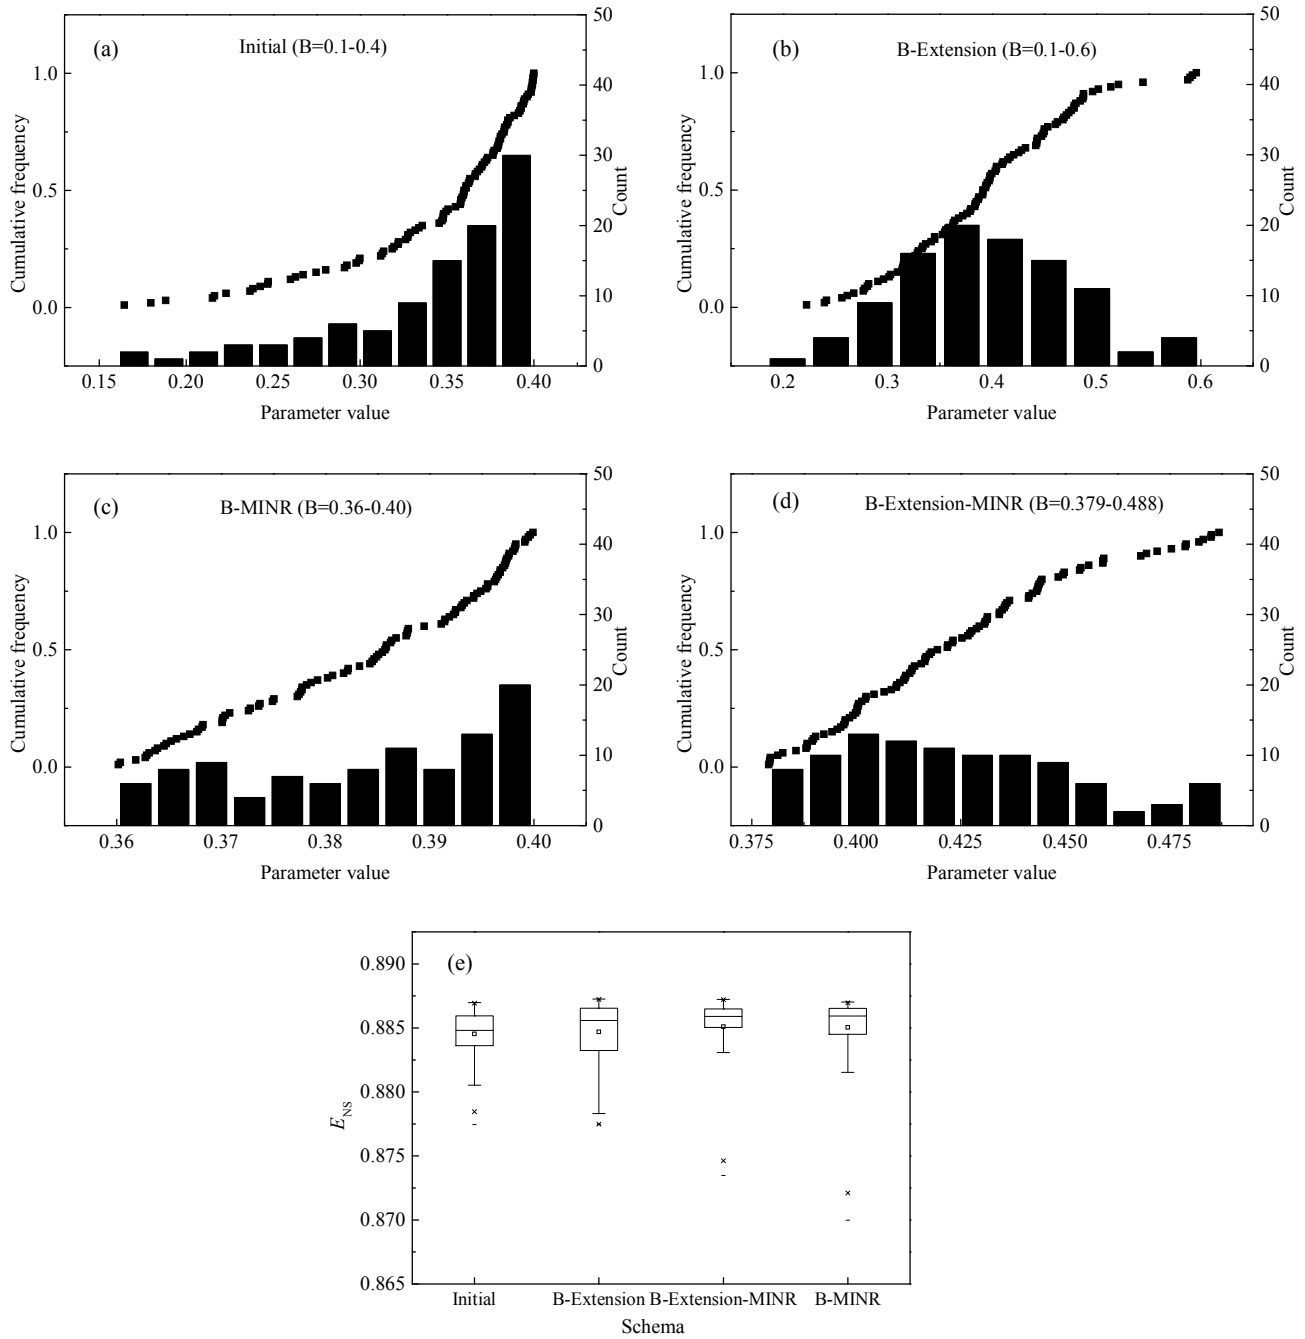 (a)
Initial (B=0.1-0.4)
Cumulative frequency
1.0
0.5
0.0
50
40
30
20
10
0
Count
0.15 0.20 0.25 0.30 0.35 0.40
Parameter value
(b)
B-Extension (B=0.1-0.6)
Cumulative frequency
1.0
0.5
0.0
50
40
30
20
10
0
Count
0.2 0.3 0.4 0.5 0.6
Parameter value
(c)
B-MINR (B=0.36-0.40)
Cumulative frequency
1.0
0.5
0.0
50
40
30
20
10
0
Count
0.36 0.37 0.38 0.39 0.40
Parameter value
(d)
B-Extension-MINR (B=0.379-0.488)
Cumulative frequency
1.0
0.5
0.0
50
40
30
20
10
0
Count
0.375 0.400 0.425 0.450 0.475
Parameter value
(e)
E_NS
0.890
0.885
0.880
0.875
0.870
0.865
Initial B-Extension B-Extension-MINR B-MINR
Schema